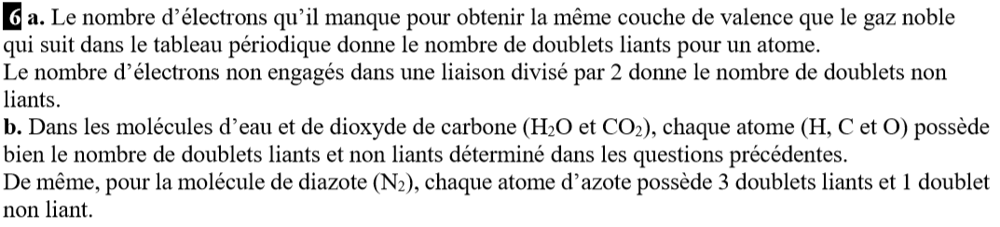 6 a. Le nombre d’électrons qu’il manque pour obtenir la même couche de valence que le gaz noble
qui suit dans le tableau périodique donne le nombre de doublets liants pour un atome.
Le nombre d’électrons non engagés dans une liaison divisé par 2 donne le nombre de doublets non
liants.
b. Dans les molécules d’eau et de dioxyde de carbone (H₂O et CO₂), chaque atome (H, C et O) possède
bien le nombre de doublets liants et non liants déterminé dans les questions précédentes.
De même, pour la molécule de diazote (N₂), chaque atome d’azote possède 3 doublets liants et 1 doublet
non liant.